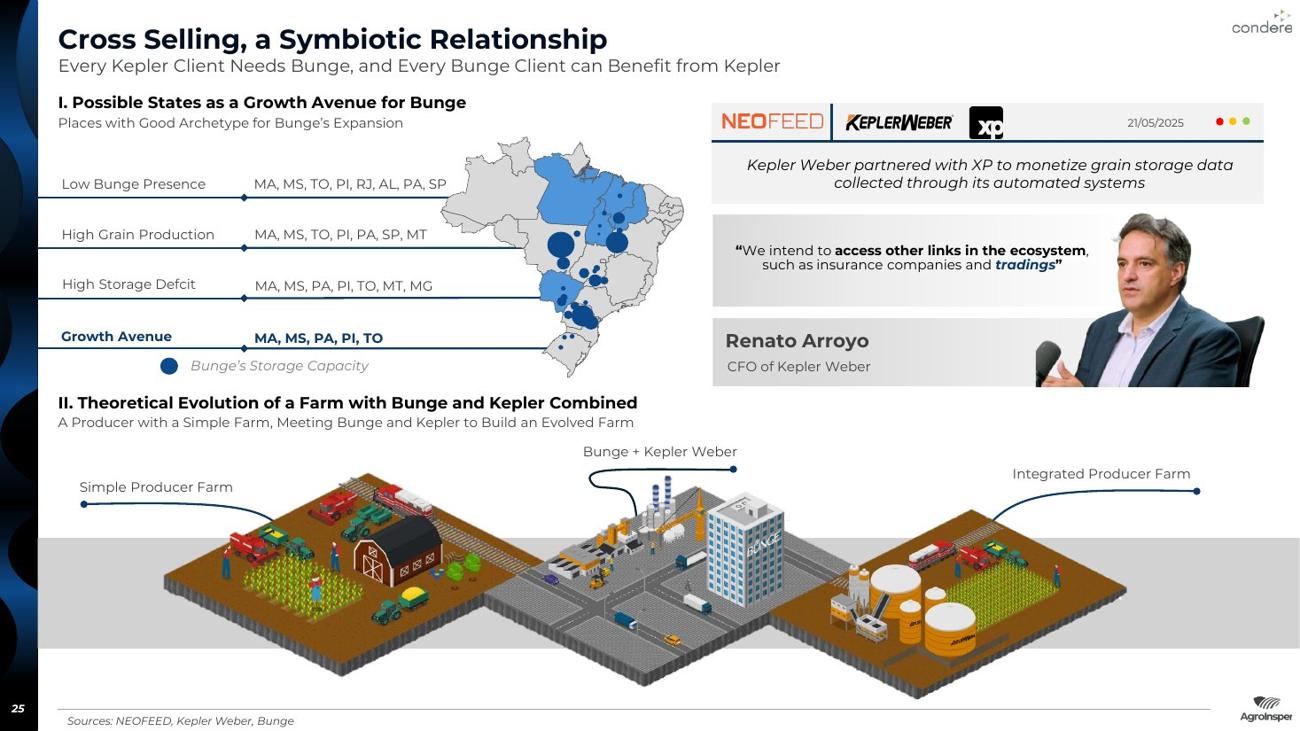 condere
Cross Selling, a Symbiotic Relationship
Every Kepler Client Needs Bunge, and Every Bunge Client can Benefit from Kepler
I. Possible States as a Growth Avenue for Bunge
Places with Good Archetype for Bunge's Expansion
Low Bunge Presence
MA, MS, TO, PI, RJ, AL, PA, SP
High Grain Production
MA, MS, TO, PI, PA, SP, MT
High Storage Defcit
MA, MS, PA, PI, TO, MT, MG
Growth Avenue
MA, MS, PA, PI, TO
Bunge's Storage Capacity
NEOFEED
KEPLERWEBER
xp
21/05/2025
Kepler Weber partnered with XP to monetize grain storage data
collected through its automated systems
“We intend to access other links in the ecosystem,
such as insurance companies and tradings”
Renato Arroyo
CFO of Kepler Weber
II. Theoretical Evolution of a Farm with Bunge and Kepler Combined
A Producer with a Simple Farm, Meeting Bunge and Kepler to Build an Evolved Farm
Simple Producer Farm
Bunge + Kepler Weber
Integrated Producer Farm
BUNGE
25
Sources: NEOFEED, Kepler Weber, Bunge
AgroInsper